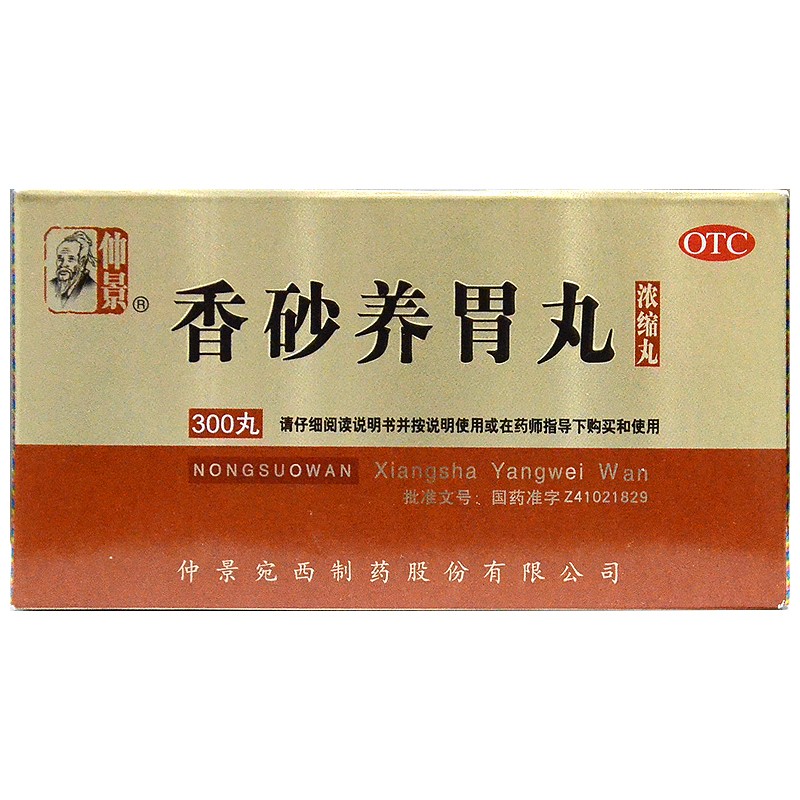 仲景
®
OTC
香砂养胃丸
浓缩丸
300丸 请仔细阅读说明书并按说明使用或在药师指导下购买和使用
NONGSUOWAN Xiangsha Yangwei Wan
批准文号:国药准字Z41021829
仲景宛西制药股份有限公司